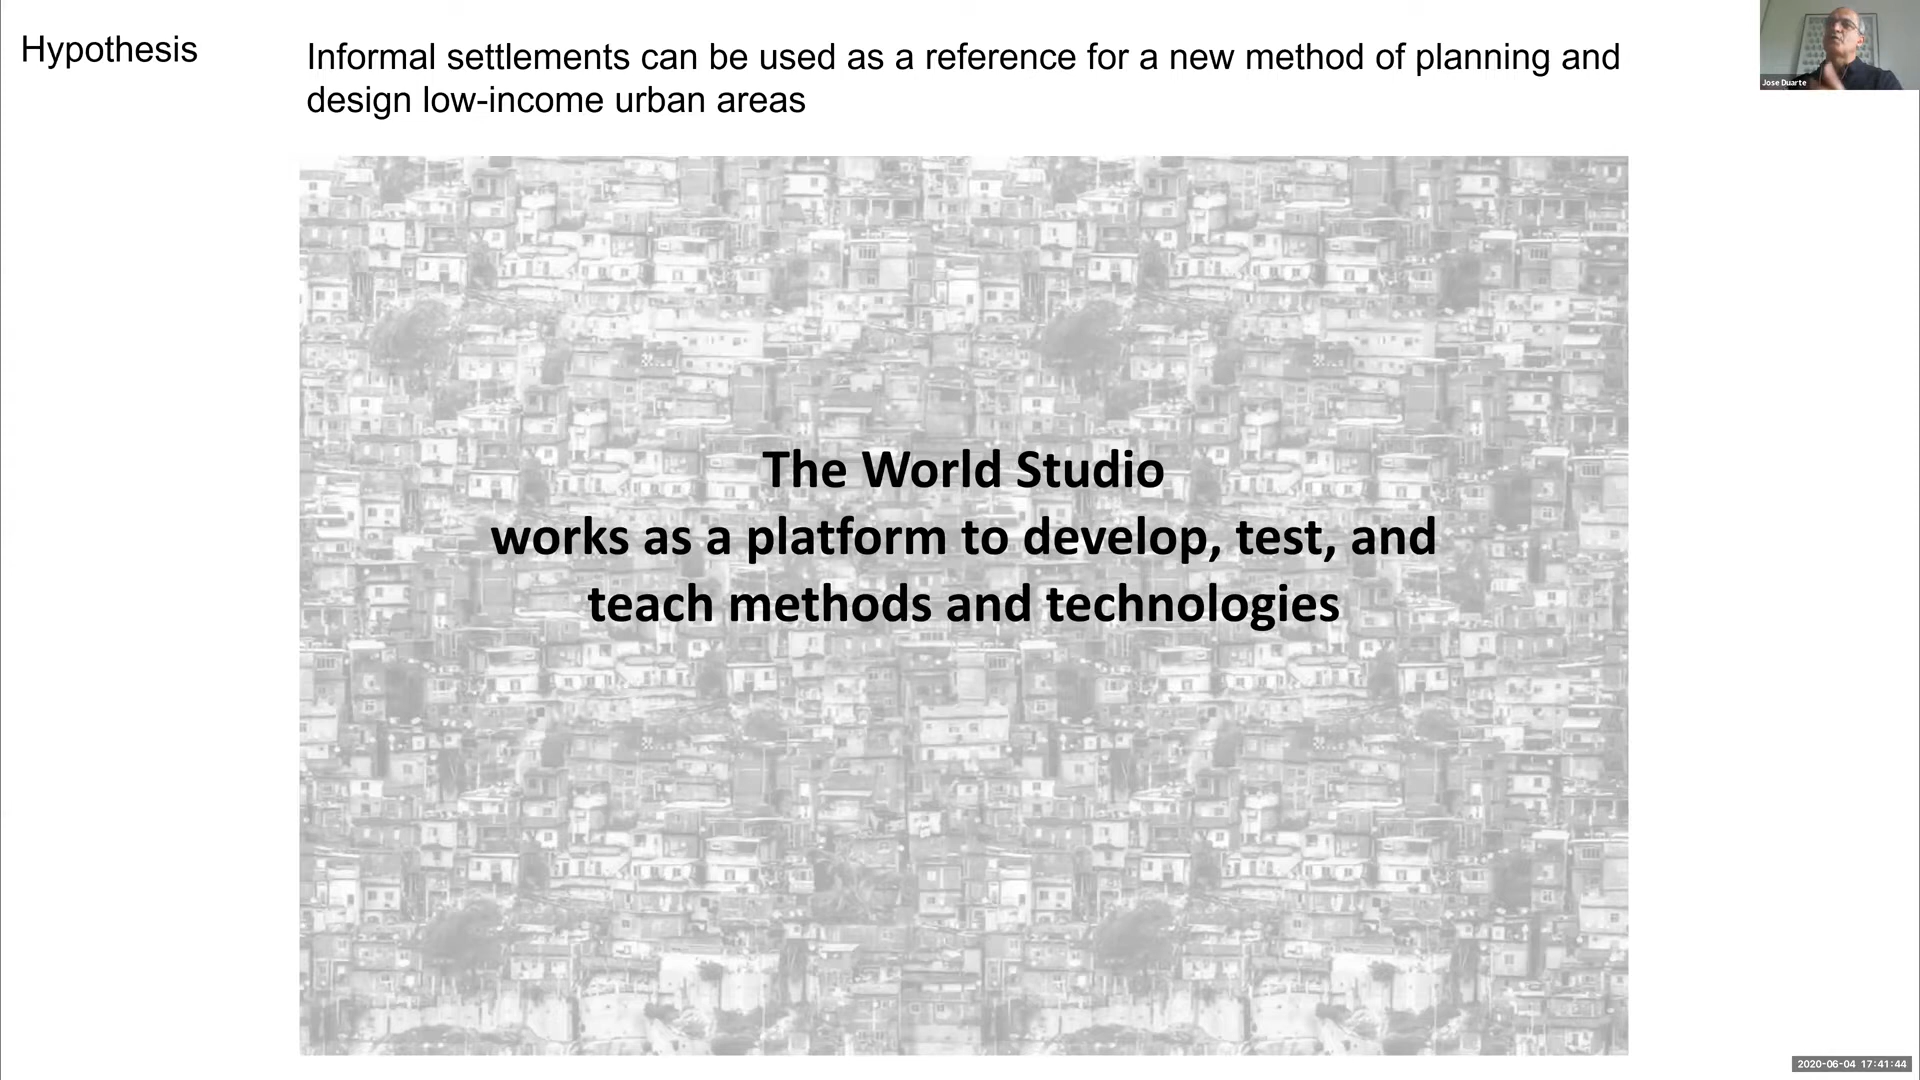 Hypothesis
Informal settlements can be used as a reference for a new method of planning and
design low-income urban areas
Jose Duarte
The World Studio
works as a platform to develop, test, and
teach methods and technologies
2020-06-04 17:41:44